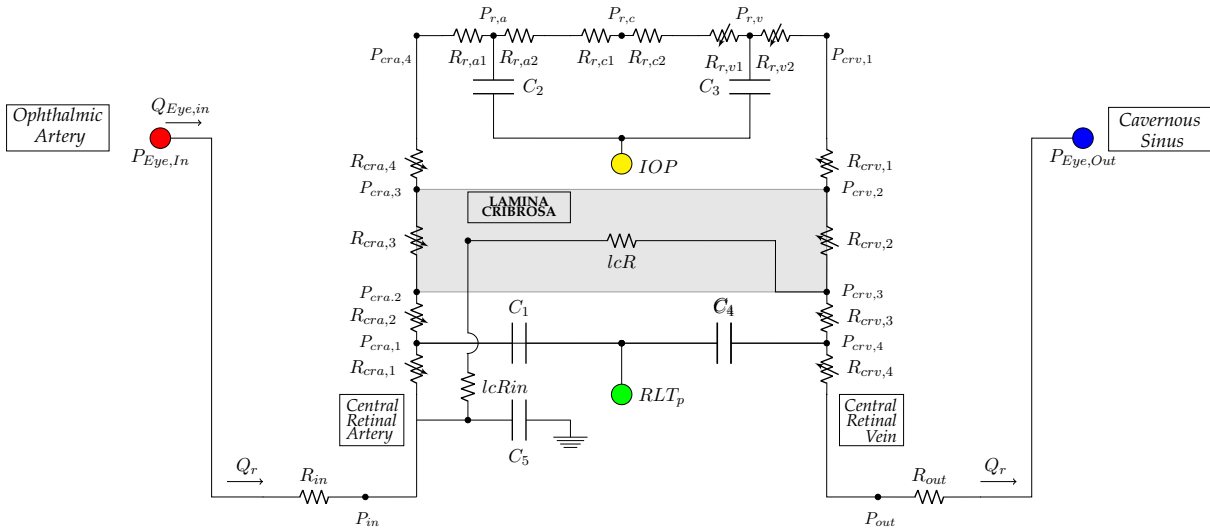 P_{r,a}
P_{r,c}
P_{r,v}
P_{cra,4}
R_{r,a1}
R_{r,a2}
R_{r,c1}
R_{r,c2}
R_{r,v1}
R_{r,v2}
P_{crv,1}
C_2
C_3
Ophthalmic
Artery
Q_{Eye,in}
P_{Eye,In}
Cavernous
Sinus
P_{Eye,Out}
R_{cra,4}
IOP
R_{crv,1}
P_{cra,3}
LAMINA
CRIBROSA
P_{crv,2}
R_{cra,3}
lcR
R_{crv,2}
P_{cra.2}
P_{crv,3}
R_{cra,2}
C_1
C_4
R_{crv,3}
P_{cra,1}
P_{crv,4}
R_{cra,1}
lcRin
RLT_p
R_{crv,4}
Central
Retinal
Artery
C_5
Central
Retinal
Vein
Q_r
R_{in}
P_{in}
R_{out}
Q_r
P_{out}